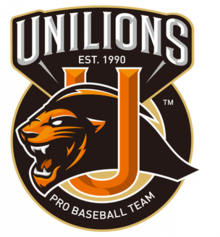 UNILIONS
EST. 1990
U
TM
PRO BASEBALL TEAM